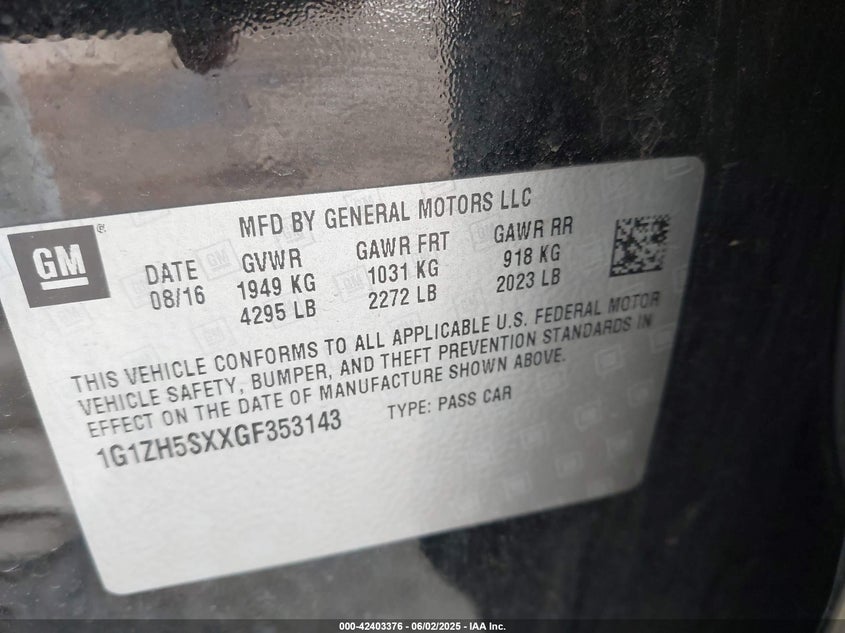 MFD BY GENERAL MOTORS LLC
GM
DATE GVWR GAWR FRT GAWR RR
08/16 1949 KG 1031 KG 918 KG
4295 LB 2272 LB 2023 LB
THIS VEHICLE CONFORMS TO ALL APPLICABLE U.S. FEDERAL MOTOR
VEHICLE SAFETY, BUMPER, AND THEFT PREVENTION STANDARDS IN
EFFECT ON THE DATE OF MANUFACTURE SHOWN ABOVE.
1G1ZH5SXXGF353143 TYPE: PASS CAR
000-42403376 - 06/02/2025 - IAA Inc.